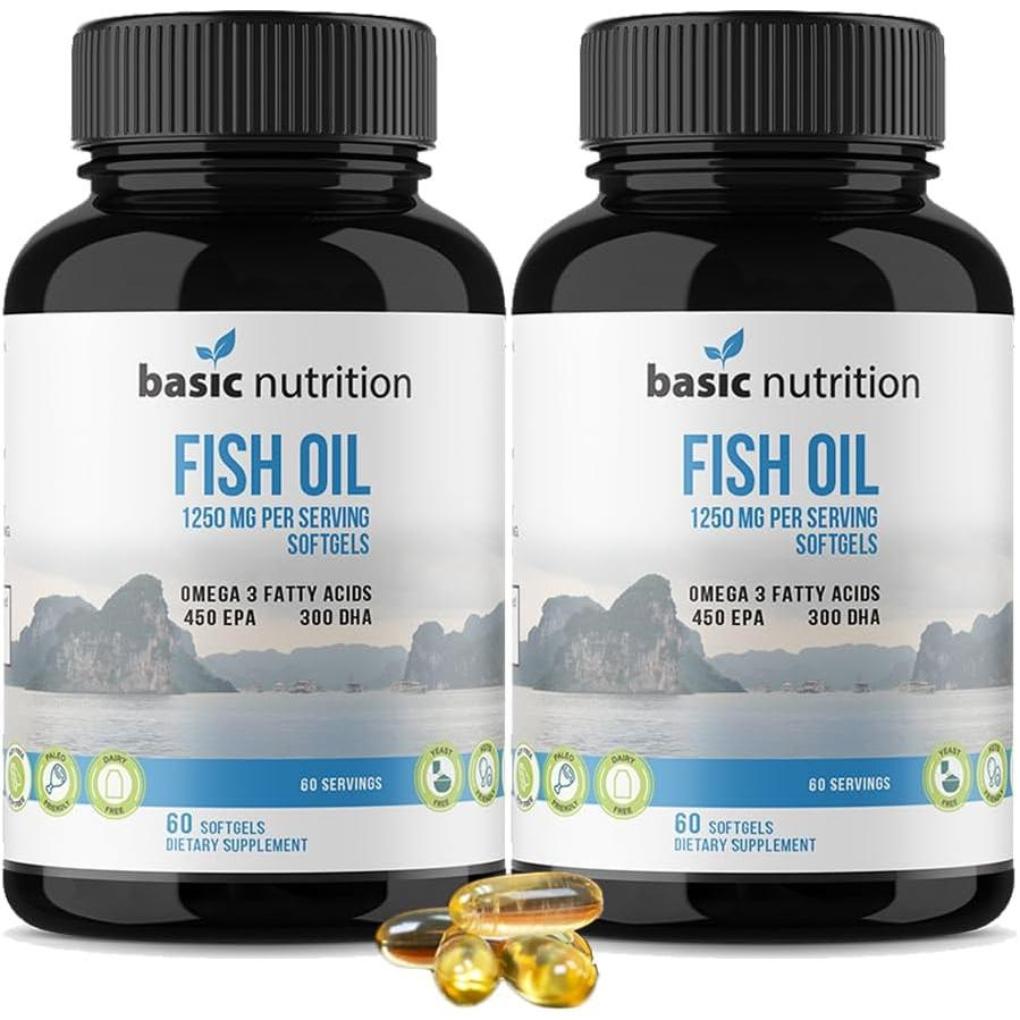 basic nutrition
FISH OIL
1250 MG PER SERVING
SOFTGELS
OMEGA 3 FATTY ACIDS
450 EPA 300 DHA
PALEO
FRIENDLY
DAIRY
FREE
60 SERVINGS
YEAST
FREE
60 SOFTGELS
DIETARY SUPPLEMENT
basic nutrition
FISH OIL
1250 MG PER SERVING
SOFTGELS
OMEGA 3 FATTY ACIDS
450 EPA 300 DHA
PALEO
FRIENDLY
DAIRY
FREE
60 SERVINGS
YEAST
FREE
60 SOFTGELS
DIETARY SUPPLEMENT